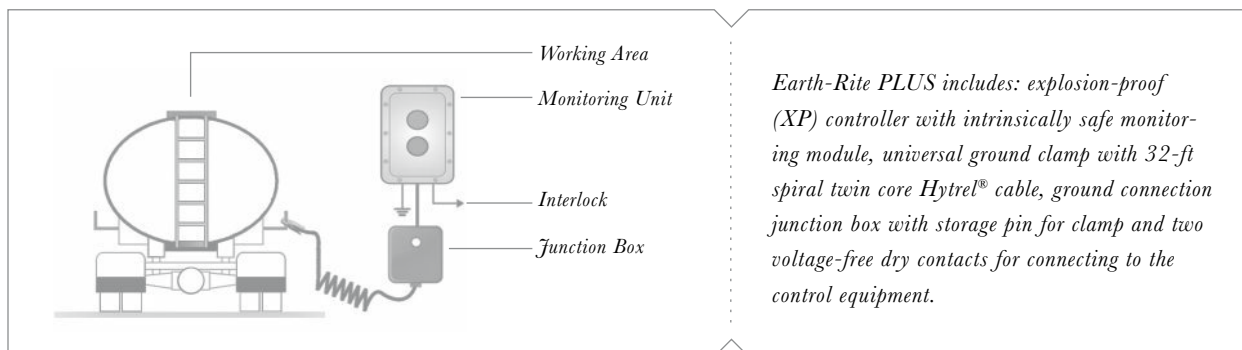 Working Area
Monitoring Unit
Interlock
Junction Box
Earth-Rite PLUS includes: explosion-proof
(XP) controller with intrinsically safe monitor-
ing module, universal ground clamp with 32-ft
spiral twin core Hytrel® cable, ground connection
junction box with storage pin for clamp and two
voltage-free dry contacts for connecting to the
control equipment.